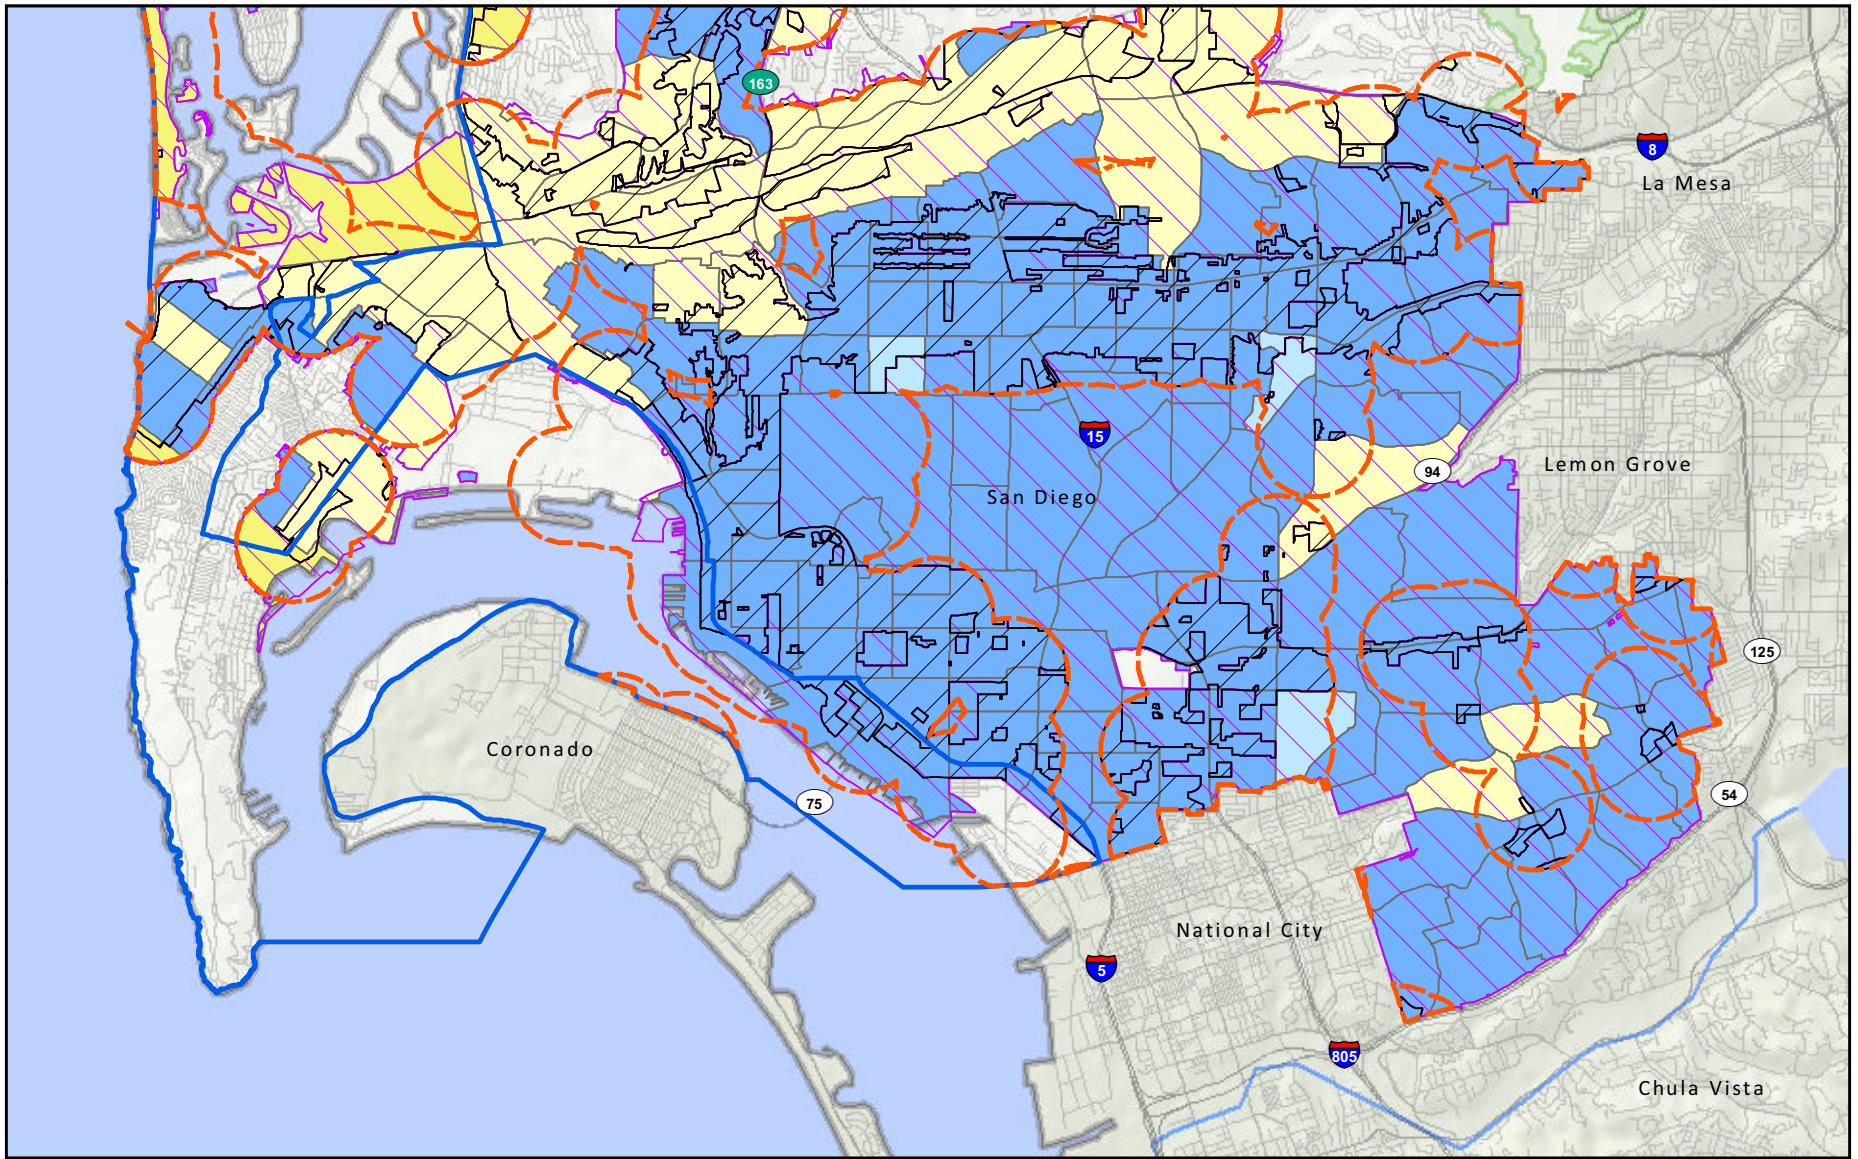 163
8
La Mesa
15
94
Lemon Grove
San Diego
125
Coronado
75
54
National City
5
805
Chula Vista